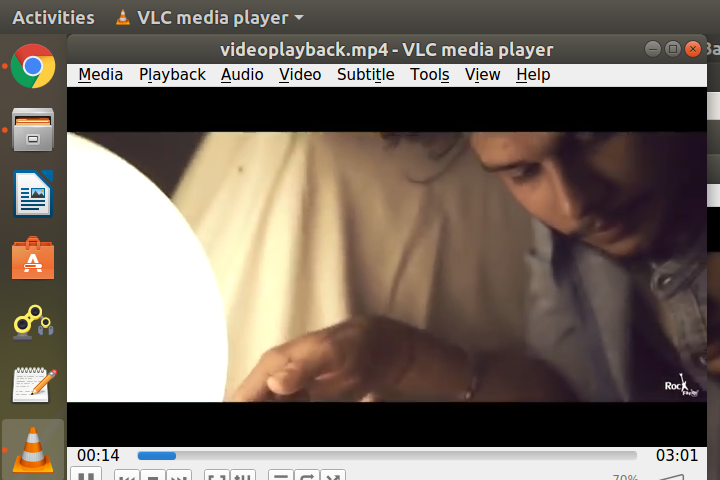 Activities VLC media player
videoplayback.mp4 - VLC media player
Media Playback Audio Video Subtitle Tools View Help
Rock
00:14 03:01
70%